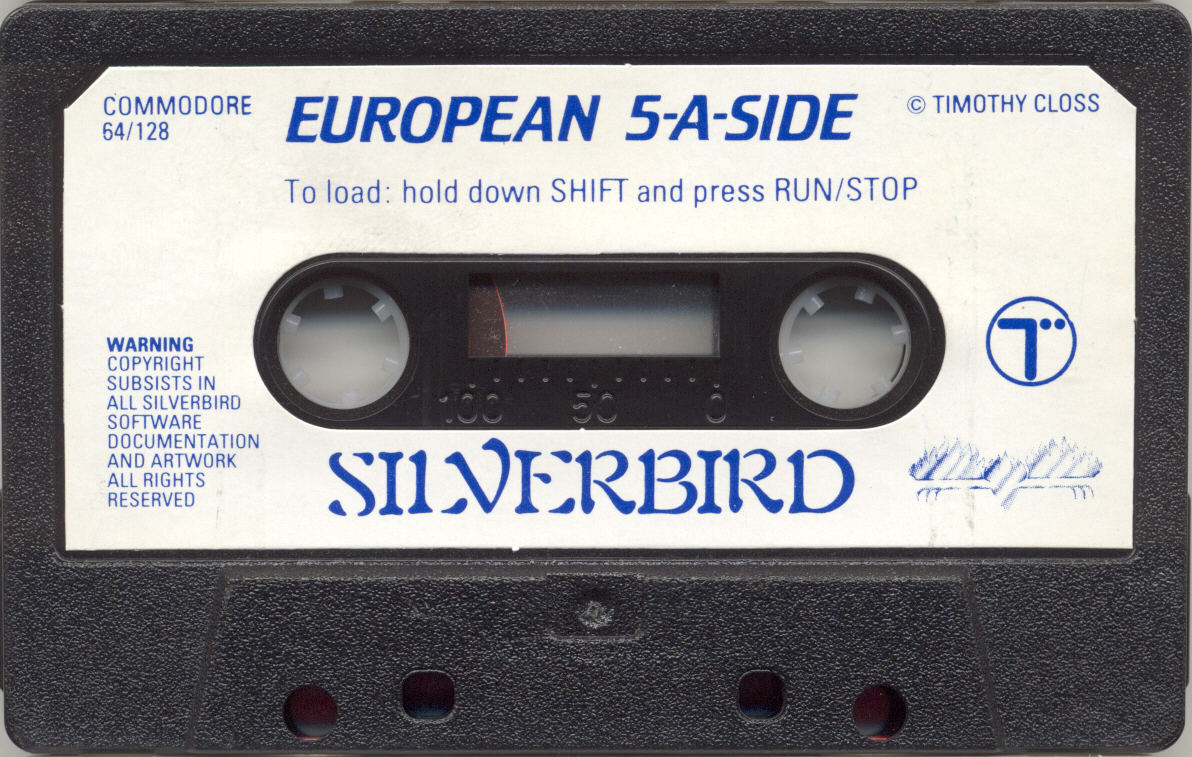 COMMODORE
64/128
EUROPEAN 5-A-SIDE
© TIMOTHY CLOSS
To load: hold down SHIFT and press RUN/STOP
WARNING
COPYRIGHT
SUBSISTS IN
ALL SILVERBIRD
SOFTWARE
DOCUMENTATION
AND ARTWORK
ALL RIGHTS
RESERVED
100 50 0
T
SILVERBIRD